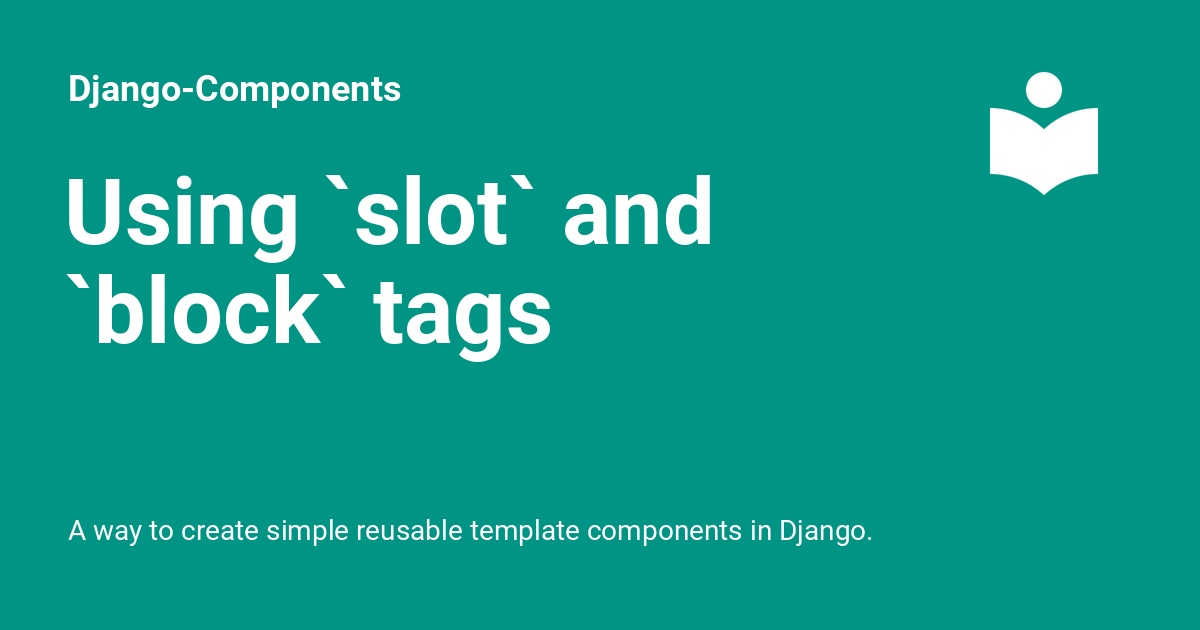 Django-Components
Using `slot` and
`block` tags
A way to create simple reusable template components in Django.